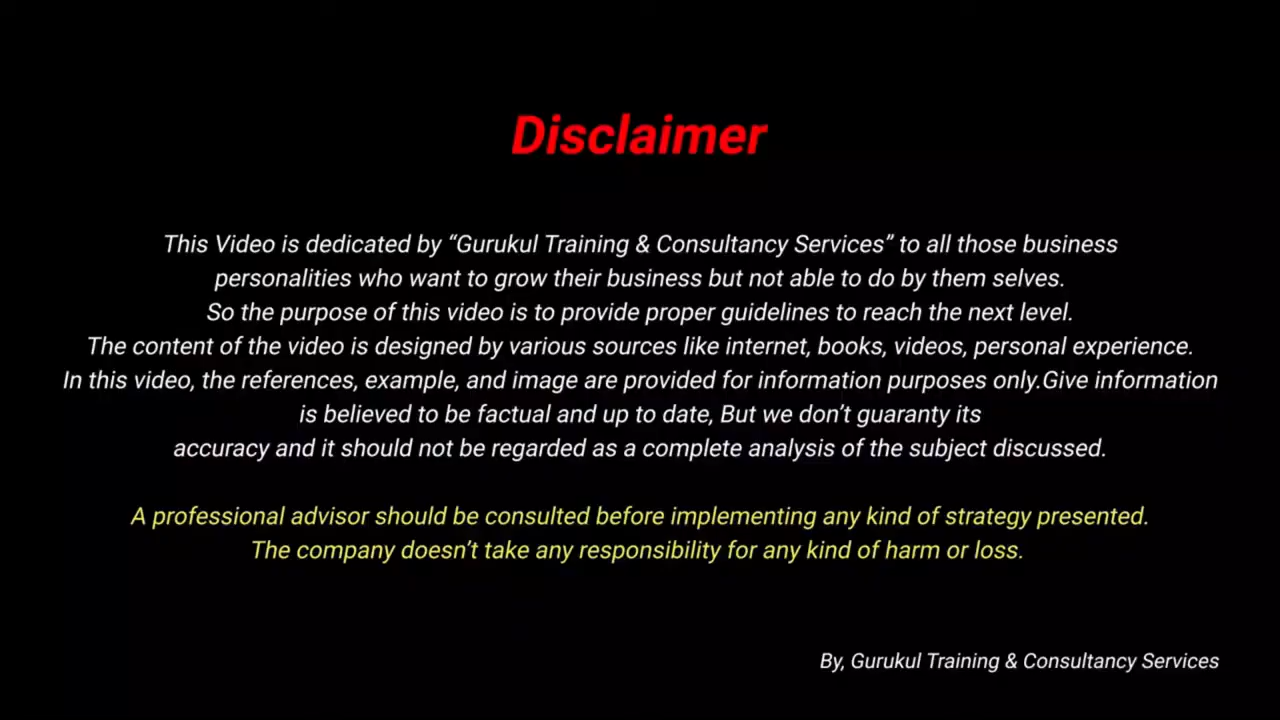 Disclaimer
This Video is dedicated by “Gurukul Training & Consultancy Services” to all those business
personalities who want to grow their business but not able to do by them selves.
So the purpose of this video is to provide proper guidelines to reach the next level.
The content of the video is designed by various sources like internet, books, videos, personal experience.
In this video, the references, example, and image are provided for information purposes only.Give information
is believed to be factual and up to date, But we don’t guaranty its
accuracy and it should not be regarded as a complete analysis of the subject discussed.
A professional advisor should be consulted before implementing any kind of strategy presented.
The company doesn’t take any responsibility for any kind of harm or loss.
By, Gurukul Training & Consultancy Services